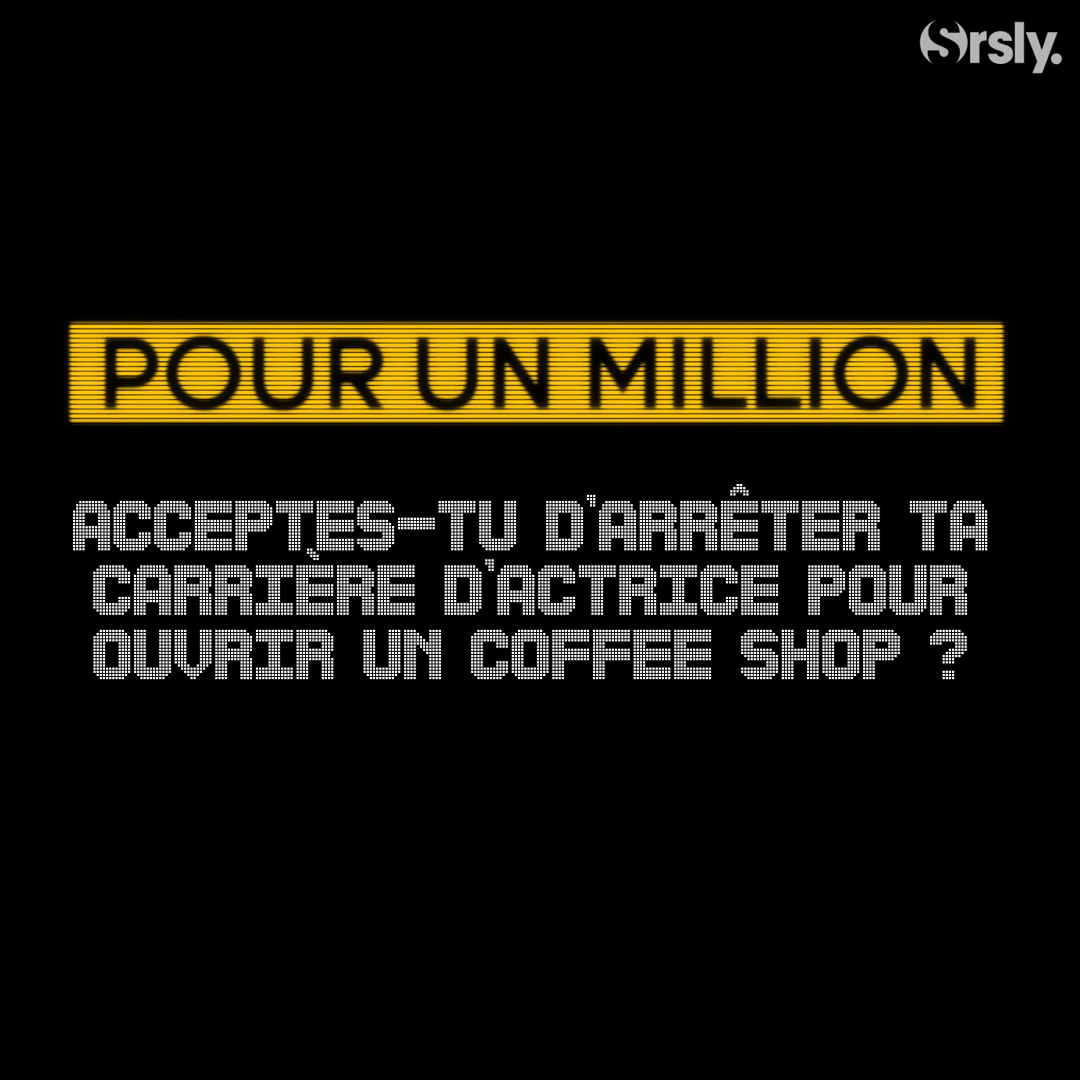 Srsly.
POUR UN MILLION
ACCEPTES-TU D'ARRÊTER TA
CARRIÈRE D'ACTRICE POUR
OUVRIR UN COFFEE SHOP ?